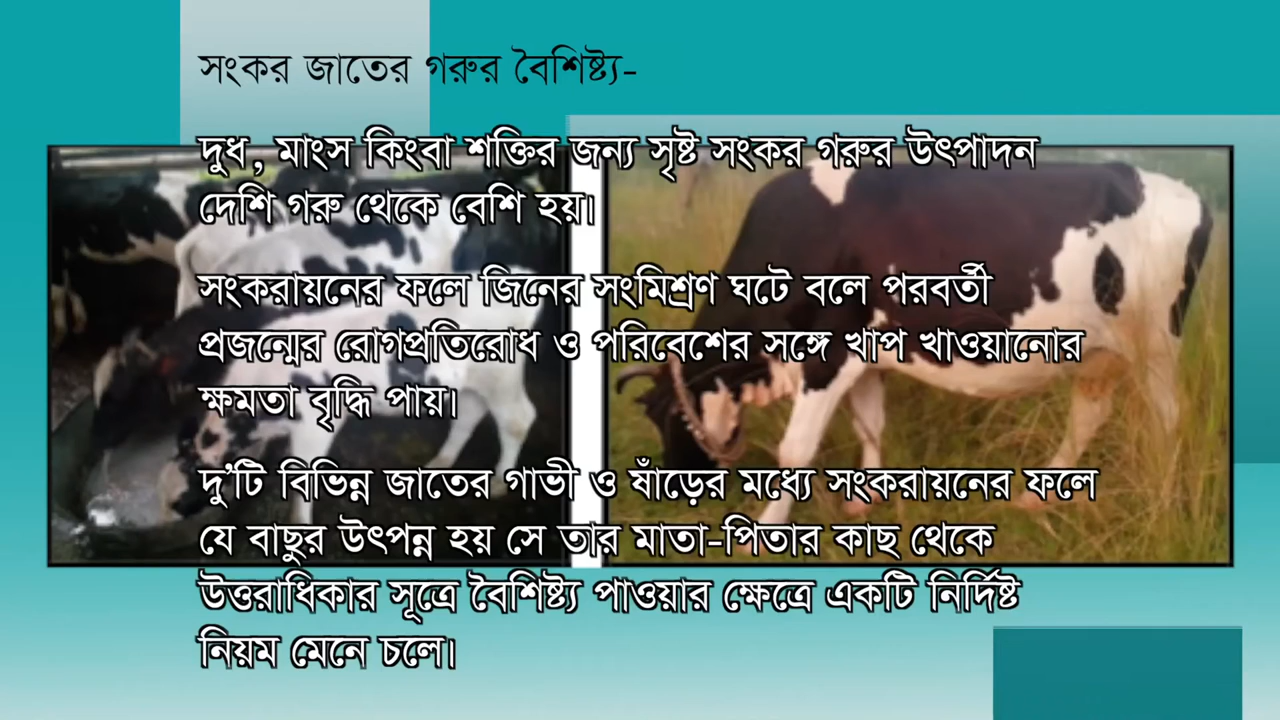 সংকর জাতের গরুর বৈশিষ্ট্য-
দুধ, মাংস কিংবা শক্তির জন্য সৃষ্ট সংকর গরুর উৎপাদন
দেশি গরু থেকে বেশি হয়।
সংকরায়নের ফলে জিনের সংমিশ্রণ ঘটে বলে পরবর্তী
প্রজন্মের রোগপ্রতিরোধ ও পরিবেশের সঙ্গে খাপ খাওয়ানোর
ক্ষমতা বৃদ্ধি পায়।
দু’টি বিভিন্ন জাতের গাভী ও ষাঁড়ের মধ্যে সংকরায়নের ফলে
যে বাছুর উৎপন্ন হয় সে তার মাতা-পিতার কাছ থেকে
উত্তরাধিকার সূত্রে বৈশিষ্ট্য পাওয়ার ক্ষেত্রে একটি নির্দিষ্ট
নিয়ম মেনে চলে।